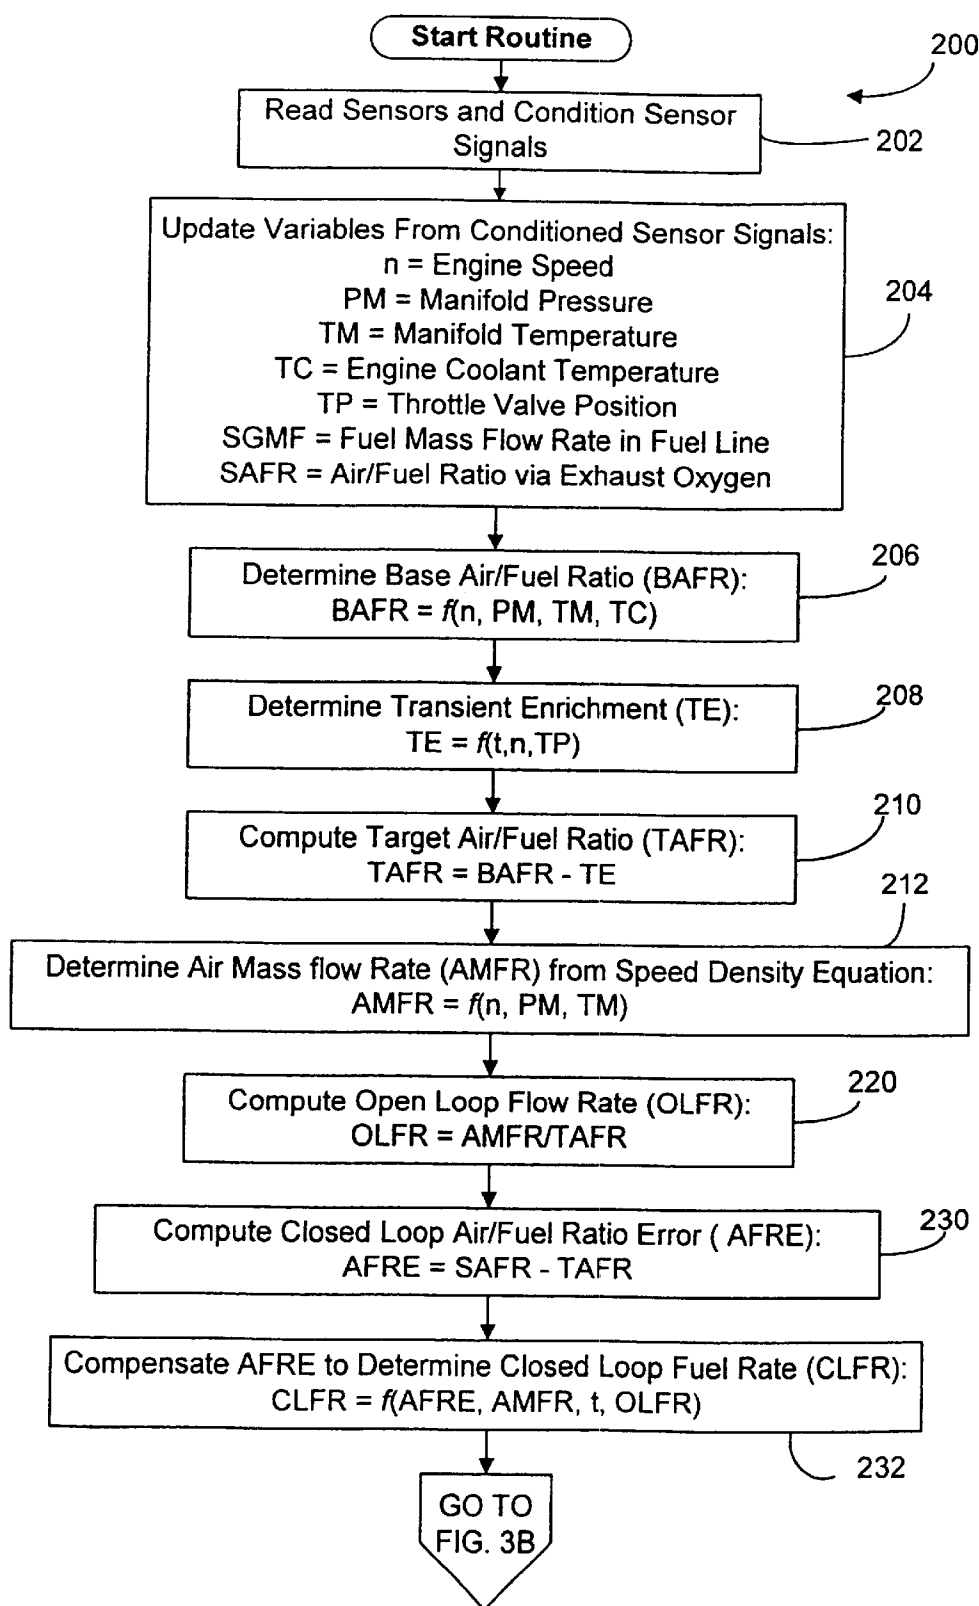 Start Routine
200
Read Sensors and Condition Sensor
Signals
202
Update Variables From Conditioned Sensor Signals:
n = Engine Speed
PM = Manifold Pressure
TM = Manifold Temperature
TC = Engine Coolant Temperature
TP = Throttle Valve Position
SGMF = Fuel Mass Flow Rate in Fuel Line
SAFR = Air/Fuel Ratio via Exhaust Oxygen
204
Determine Base Air/Fuel Ratio (BAFR):
BAFR = f(n, PM, TM, TC)
206
Determine Transient Enrichment (TE):
TE = f(t,n,TP)
208
Compute Target Air/Fuel Ratio (TAFR):
TAFR = BAFR - TE
210
Determine Air Mass flow Rate (AMFR) from Speed Density Equation:
AMFR = f(n, PM, TM)
212
Compute Open Loop Flow Rate (OLFR):
OLFR = AMFR/TAFR
220
Compute Closed Loop Air/Fuel Ratio Error ( AFRE):
AFRE = SAFR - TAFR
230
Compensate AFRE to Determine Closed Loop Fuel Rate (CLFR):
CLFR = f(AFRE, AMFR, t, OLFR)
232
GO TO
FIG. 3B